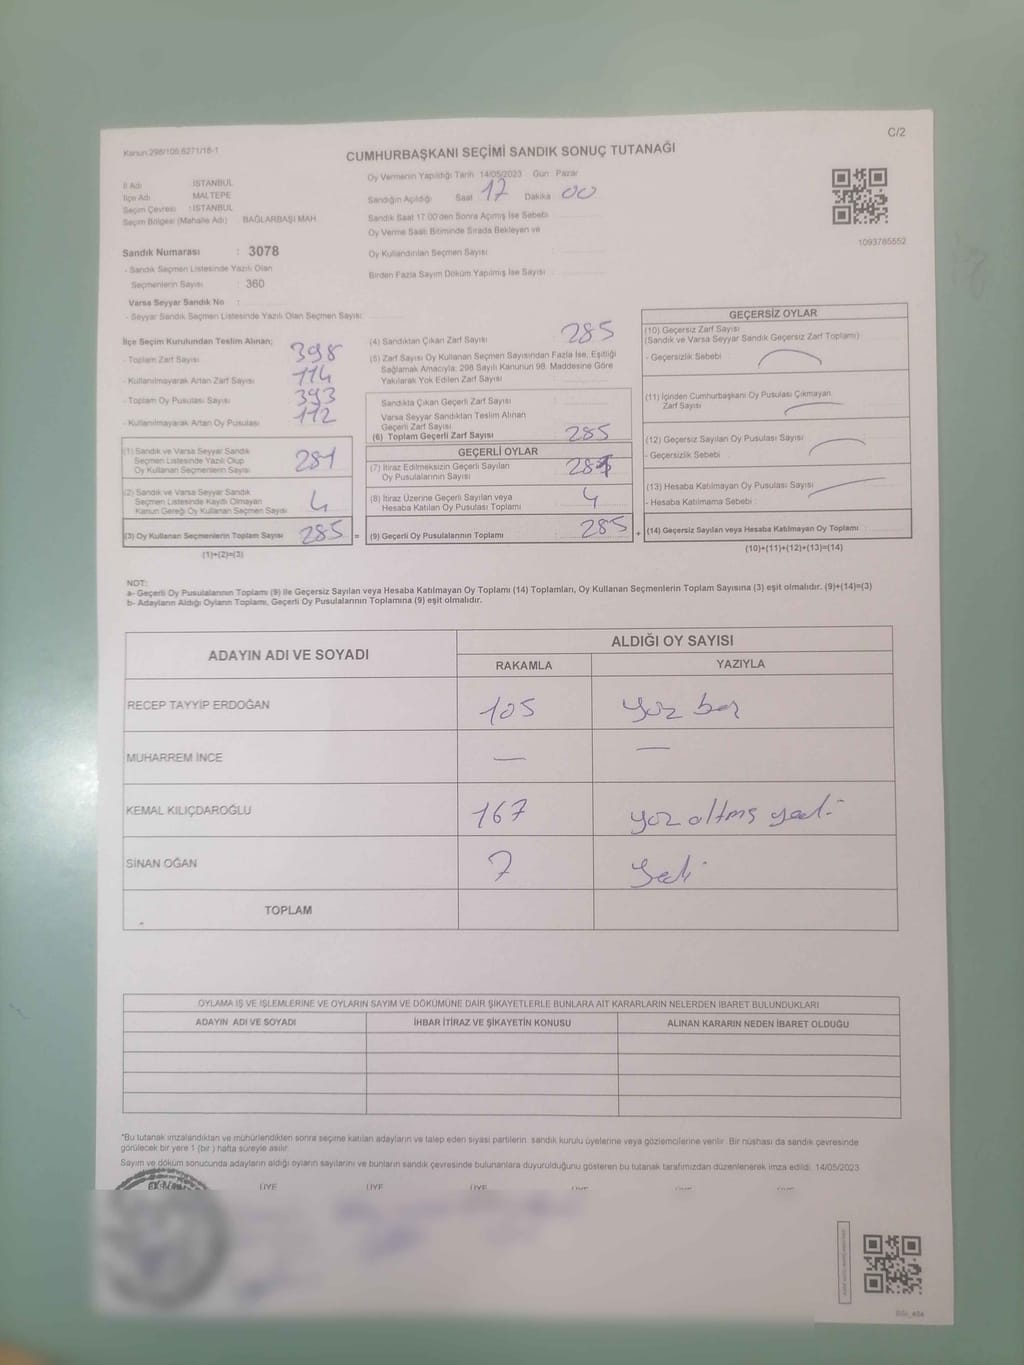 C/2
Kanun:298/106;6271/18-1
CUMHURBAŞKANI SEÇİMİ SANDIK SONUÇ TUTANAĞI
İl Adı : İSTANBUL
İlçe Adı : MALTEPE
Seçim Çevresi : İSTANBUL
Seçim Bölgesi (Mahalle Adı) : BAĞLARBAŞI MAH.
Oy Vermenin Yapıldığı Tarih: 14/05/2023 Gün: Pazar
Sandığın Açıldığı Saat 17 Dakika 00
Sandık Saat 17:00'den Sonra Açımış İse Sebebi :
Oy Verme Saati Bitiminde Sırada Bekleyen ve
Oy Kullandırılan Seçmen Sayısı :
Birden Fazla Sayım Döküm Yapılmış İse Sayısı :
1093785552
Sandık Numarası : 3078
- Sandık Seçmen Listesinde Yazılı Olan
Seçmenlerin Sayısı : 360
Varsa Seyyar Sandık No :
- Seyyar Sandık Seçmen Listesinde Yazılı Olan Seçmen Sayısı:
İlçe Seçim Kurulundan Teslim Alınan;
- Toplam Zarf Sayısı : 398
- Kullanılmayarak Artan Zarf Sayısı : 114
- Toplam Oy Pusulası Sayısı : 393
- Kullanılmayarak Artan Oy Pusulası : 112
(1) Sandık ve Varsa Seyyar Sandık
Seçmen Listesinde Yazılı Olup
Oy Kullanan Seçmenlerin Sayısı 281
(2) Sandık ve Varsa Seyyar Sandık
Seçmen Listesinde Kayıtlı Olmayan
Kanun Gereği Oy Kullanan Seçmen Sayısı 4
(3) Oy Kullanan Seçmenlerin Toplam Sayısı 285 =
(1)+(2)=(3)
(4) Sandıktan Çıkan Zarf Sayısı : 285
(5) Zarf Sayısı Oy Kullanan Seçmen Sayısından Fazla İse, Eşitliği
Sağlamak Amacıyla; 298 Sayılı Kanunun 98. Maddesine Göre
Yakılarak Yok Edilen Zarf Sayısı :
Sandıkta Çıkan Geçerli Zarf Sayısı :
Varsa Seyyar Sandıktan Teslim Alınan
Geçerli Zarf Sayısı :
(6) Toplam Geçerli Zarf Sayısı : 285
GEÇERLİ OYLAR
(7) İtiraz Edilmeksizin Geçerli Sayılan
Oy Pusulalarının Sayısı
(8) İtiraz Üzerine Geçerli Sayılan veya
Hesaba Katılan Oy Pusulası Toplamı 4
(9) Geçerli Oy Pusulalarının Toplamı 285 +
GEÇERSİZ OYLAR
(10) Geçersiz Zarf Sayısı :
(Sandık ve Varsa Seyyar Sandık Geçersiz Zarf Toplamı)
- Geçersizlik Sebebi :
(11) İçinden Cumhurbaşkanı Oy Pusulası Çıkmayan
Zarf Sayısı :
(12) Geçersiz Sayılan Oy Pusulası Sayısı :
- Geçersizlik Sebebi :
(13) Hesaba Katılmayan Oy Pusulası Sayısı :
- Hesaba Katılmama Sebebi :
(14) Geçersiz Sayılan veya Hesaba Katılmayan Oy Toplamı :
(10)+(11)+(12)+(13)=(14)
NOT:
a- Geçerli Oy Pusulalarının Toplamı (9) ile Geçersiz Sayılan veya Hesaba Katılmayan Oy Toplamı (14) Toplamları, Oy Kullanan Seçmenlerin Toplam Sayısına (3) eşit olmalıdır. (9)+(14)=(3)
b- Adayların Aldığı Oyların Toplamı, Geçerli Oy Pusulalarının Toplamına (9) eşit olmalıdır.
ADAYIN ADI VE SOYADI
ALDIĞI OY SAYISI
RAKAMLA YAZIYLA
RECEP TAYYİP ERDOĞAN 105 yüz beş
MUHARREM İNCE — —
KEMAL KILIÇDAROĞLU 167 yüz altmış yedi
SİNAN OĞAN 7 yedi
TOPLAM
OYLAMA İŞ VE İŞLEMLERİNE VE OYLARIN SAYIM VE DÖKÜMÜNE DAİR ŞİKAYETLERLE BUNLARA AİT KARARLARIN NELERDEN İBARET BULUNDUKLARI
ADAYIN ADI VE SOYADI İHBAR İTİRAZ VE ŞİKAYETİN KONUSU ALINAN KARARIN NEDEN İBARET OLDUĞU
*Bu tutanak imzalandıktan ve mühürlendikten sonra seçime katılan adayların ve talep eden siyasi partilerin sandık kurulu üyelerine veya gözlemcilerine verilir. Bir nüshası da sandık çevresinde
görülecek bir yere 1 (bir ) hafta süreyle asılır.
Sayım ve döküm sonucunda adayların aldığı oyların sayılarını ve bunların sandık çevresinde bulunanlara duyurulduğunu gösteren bu tutanak tarafımızdan düzenlenerek imza edildi. 14/05/2023
ÜYE ÜYE ÜYE